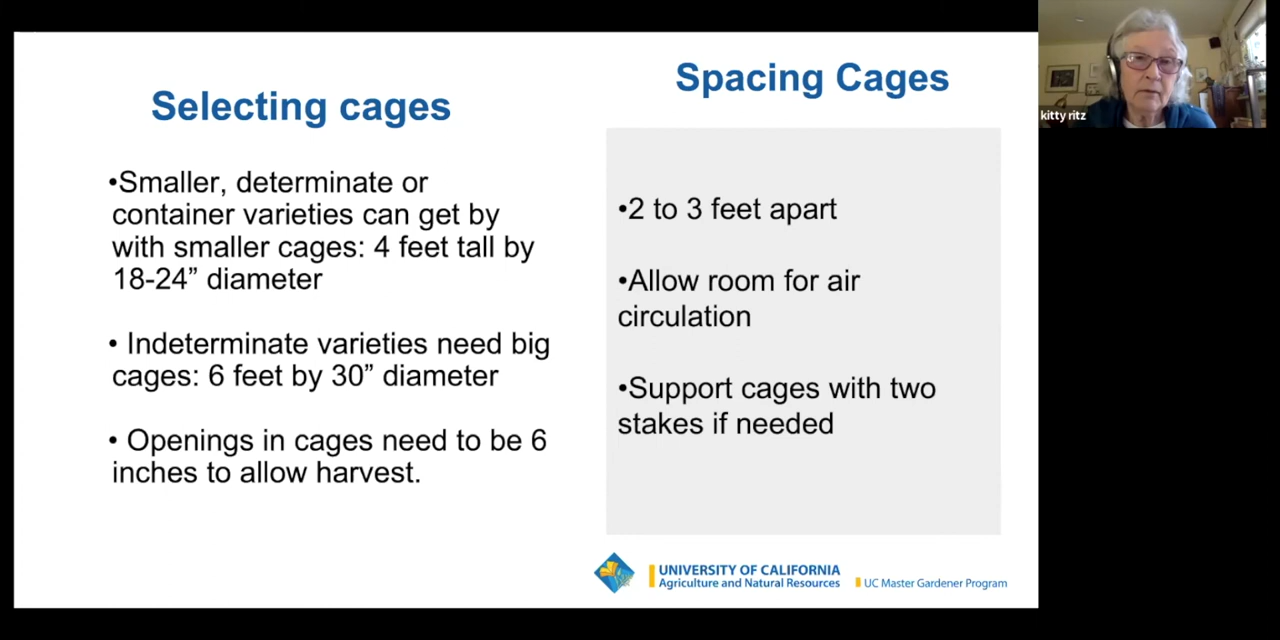 Selecting cages
•Smaller, determinate or
container varieties can get by
with smaller cages: 4 feet tall by
18-24” diameter
• Indeterminate varieties need big
cages: 6 feet by 30” diameter
• Openings in cages need to be 6
inches to allow harvest.
Spacing Cages
•2 to 3 feet apart
•Allow room for air
circulation
•Support cages with two
stakes if needed
UNIVERSITY OF CALIFORNIA
Agriculture and Natural Resources
UC Master Gardener Program
kitty ritz